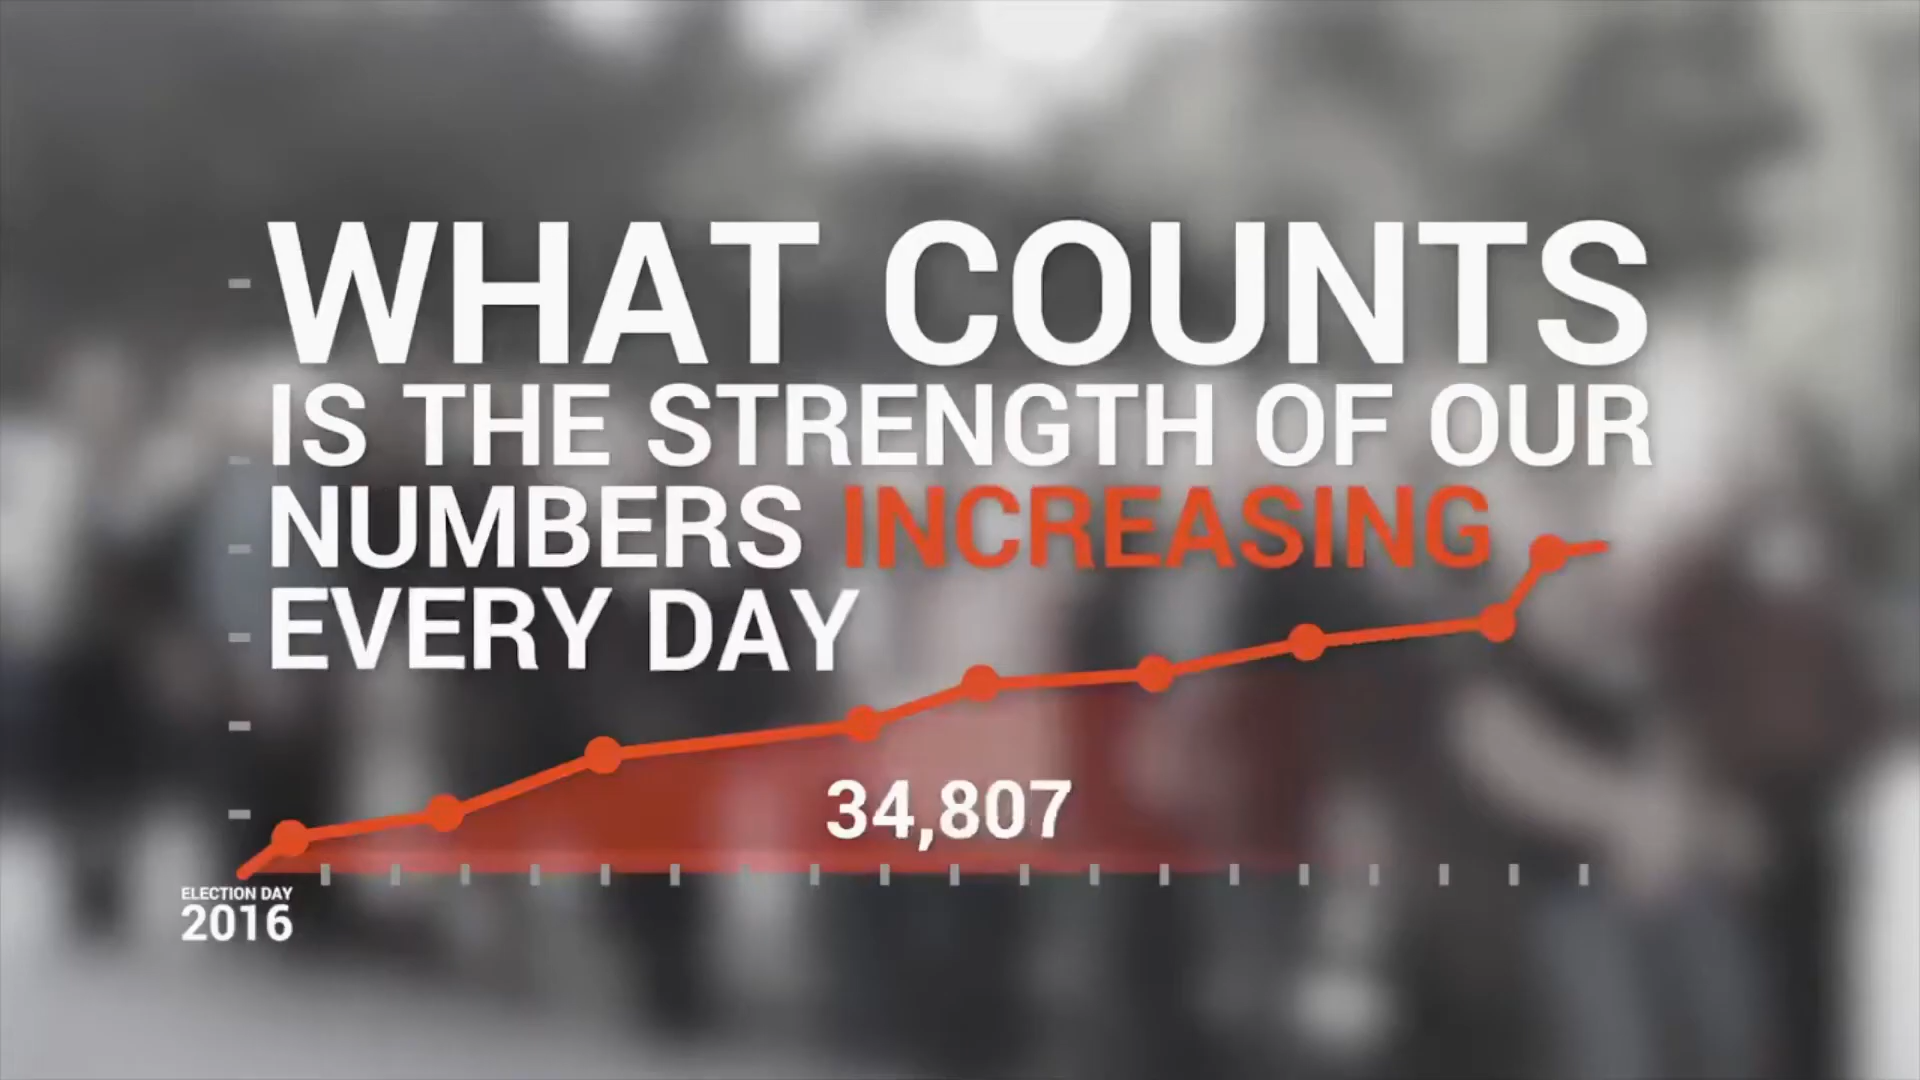 WHAT COUNTS
IS THE STRENGTH OF OUR
NUMBERS INCREASING
EVERY DAY
34,807
ELECTION DAY
2016